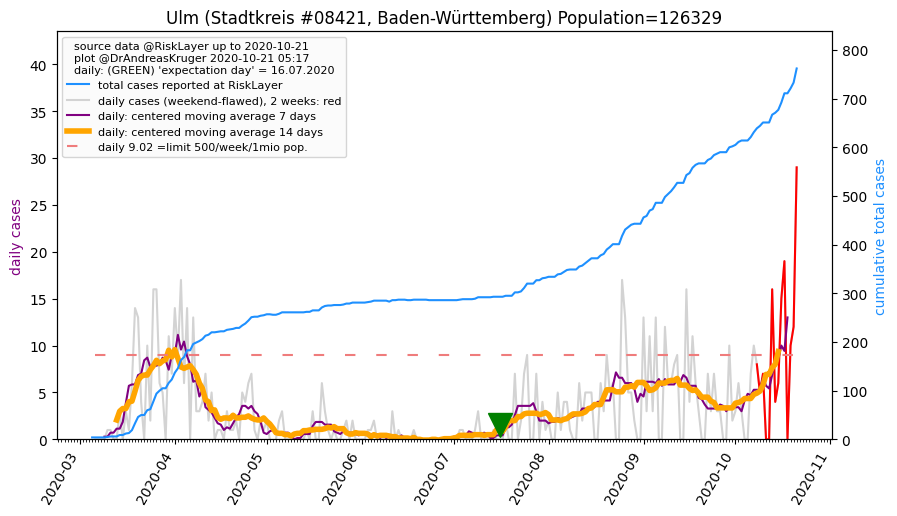 Ulm (Stadtkreis #08421, Baden-Württemberg) Population=126329
source data @RiskLayer up to 2020-10-21
plot @DrAndreasKruger 2020-10-21 05:17
daily: (GREEN) 'expectation day' = 16.07.2020
total cases reported at RiskLayer
daily cases (weekend-flawed), 2 weeks: red
daily: centered moving average 7 days
daily: centered moving average 14 days
daily 9.02 =limit 500/week/1mio pop.
daily cases
40
35
30
25
20
15
10
5
0
cumulative total cases
800
700
600
500
400
300
200
100
0
2020-03
2020-04
2020-05
2020-06
2020-07
2020-08
2020-09
2020-10
2020-11